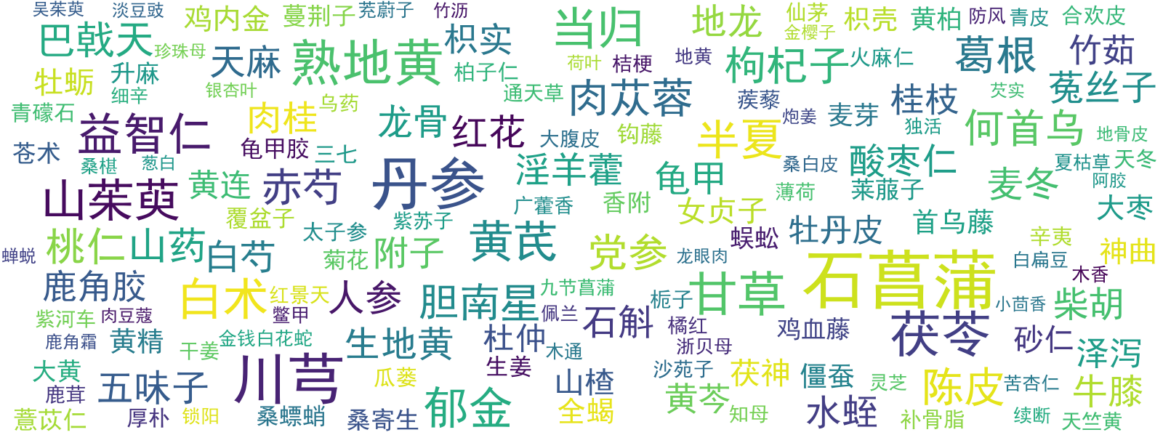 吴茱萸 淡豆豉 鸡内金 蔓荆子 茺蔚子 竹沥 当归 地龙 仙茅 枳壳 黄柏 防风 青皮 合欢皮
巴戟天 珍珠母 天麻 熟地黄 枳实 荷叶 桔梗 地黄 金樱子 枸杞子 火麻仁 葛根 竹茹
牡蛎 升麻 细辛 银杏叶 乌药 柏子仁 通天草 肉苁蓉 蒺藜 桂枝 芡实 菟丝子
青礞石 益智仁 肉桂 龙骨 红花 大腹皮 钩藤 半夏 炮姜 麦芽 独活 何首乌 地骨皮
苍术 桑椹 葱白 龟甲胶 三七 淫羊藿 龟甲 桑白皮 酸枣仁 夏枯草 天冬
山茱萸 黄连 赤芍 丹参 广藿香 香附 女贞子 薄荷 莱菔子 麦冬 阿胶 大枣
覆盆子 太子参 紫苏子 蜈蚣 牡丹皮 首乌藤 辛夷
蝉蜕 桃仁 山药 白芍 菊花 附子 黄芪 党参 龙眼肉 白扁豆 神曲
鹿角胶 白术 红景天 人参 胆南星 九节菖蒲 栀子 甘草 石菖蒲 木香 小茴香 柴胡
紫河车 肉豆蔻 鳖甲 佩兰 石斛 橘红 鸡血藤 茯苓 砂仁
鹿角霜 黄精 干姜 金钱白花蛇 生地黄 杜仲 木通 浙贝母 泽泻
大黄 五味子 川芎 瓜蒌 生姜 山楂 沙苑子 茯神 僵蚕 灵芝 陈皮 苦杏仁 牛膝
鹿茸 郁金 全蝎 黄芩
薏苡仁 厚朴 锁阳 桑螵蛸 桑寄生 知母 水蛭 补骨脂 续断 天竺黄